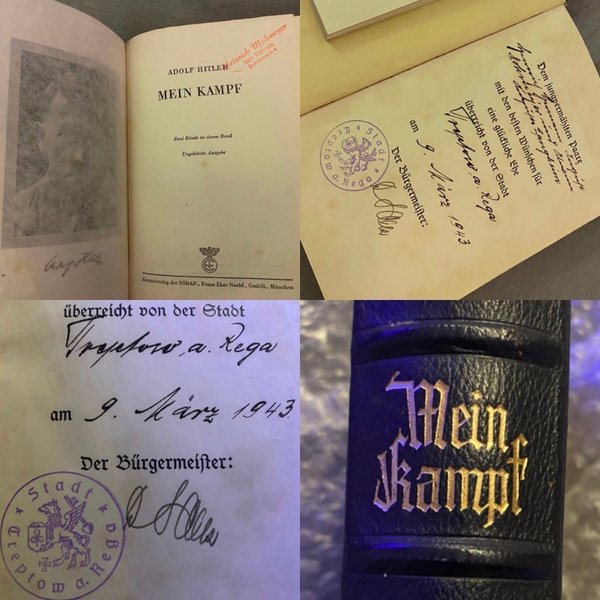 ADOLF HITLER
MEIN KAMPF
Zwei Bände in einem Band
Ungekürzte Ausgabe
Zentralverlag der NSDAP., Franz Eher Nachf., GmbH., München
Dem jungvermählten Paare
mit den besten Wünschen für
eine glückliche Ehe
überreicht von der Stadt
Treptow a. Rega
am 9. März 1943
Der Bürgermeister:
Stadt
Treptow a. Rega
überreicht von der Stadt
Treptow a. Rega
am 9. März 1943.
Der Bürgermeister:
Stadt
Treptow a. Rega
Mein
Kampf